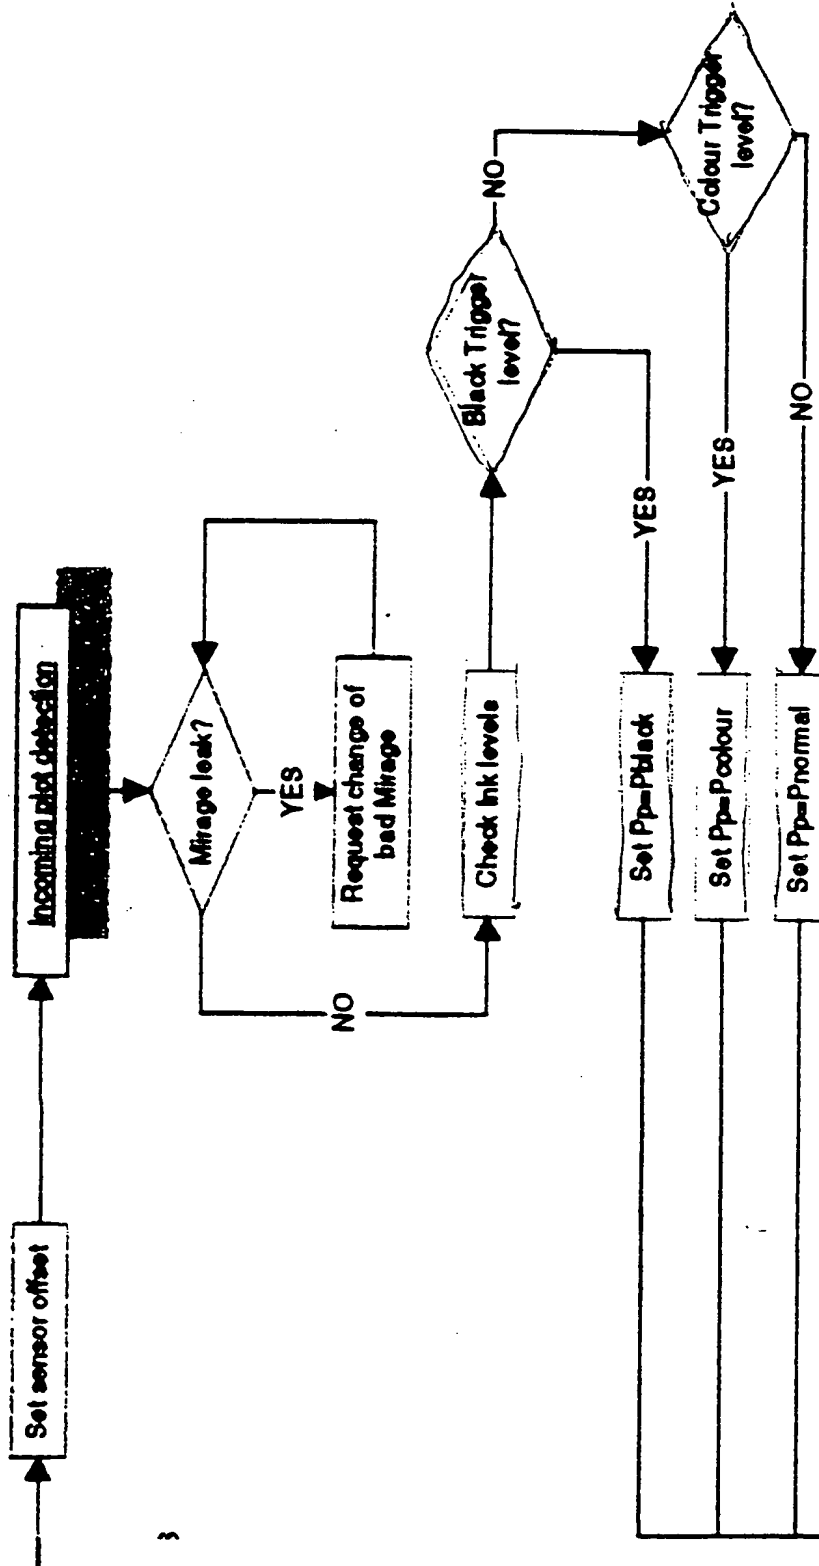 Set sensor offset
Incoming plot detection
Mirage leak?
YES
Request change of
bad Mirage
NO
Check Ink levels
Black Trigger
level?
NO
YES
Colour Trigger
level?
YES
NO
Set Pp=Pblack
Set Pp=Pcolour
Set Pp=Pnormal